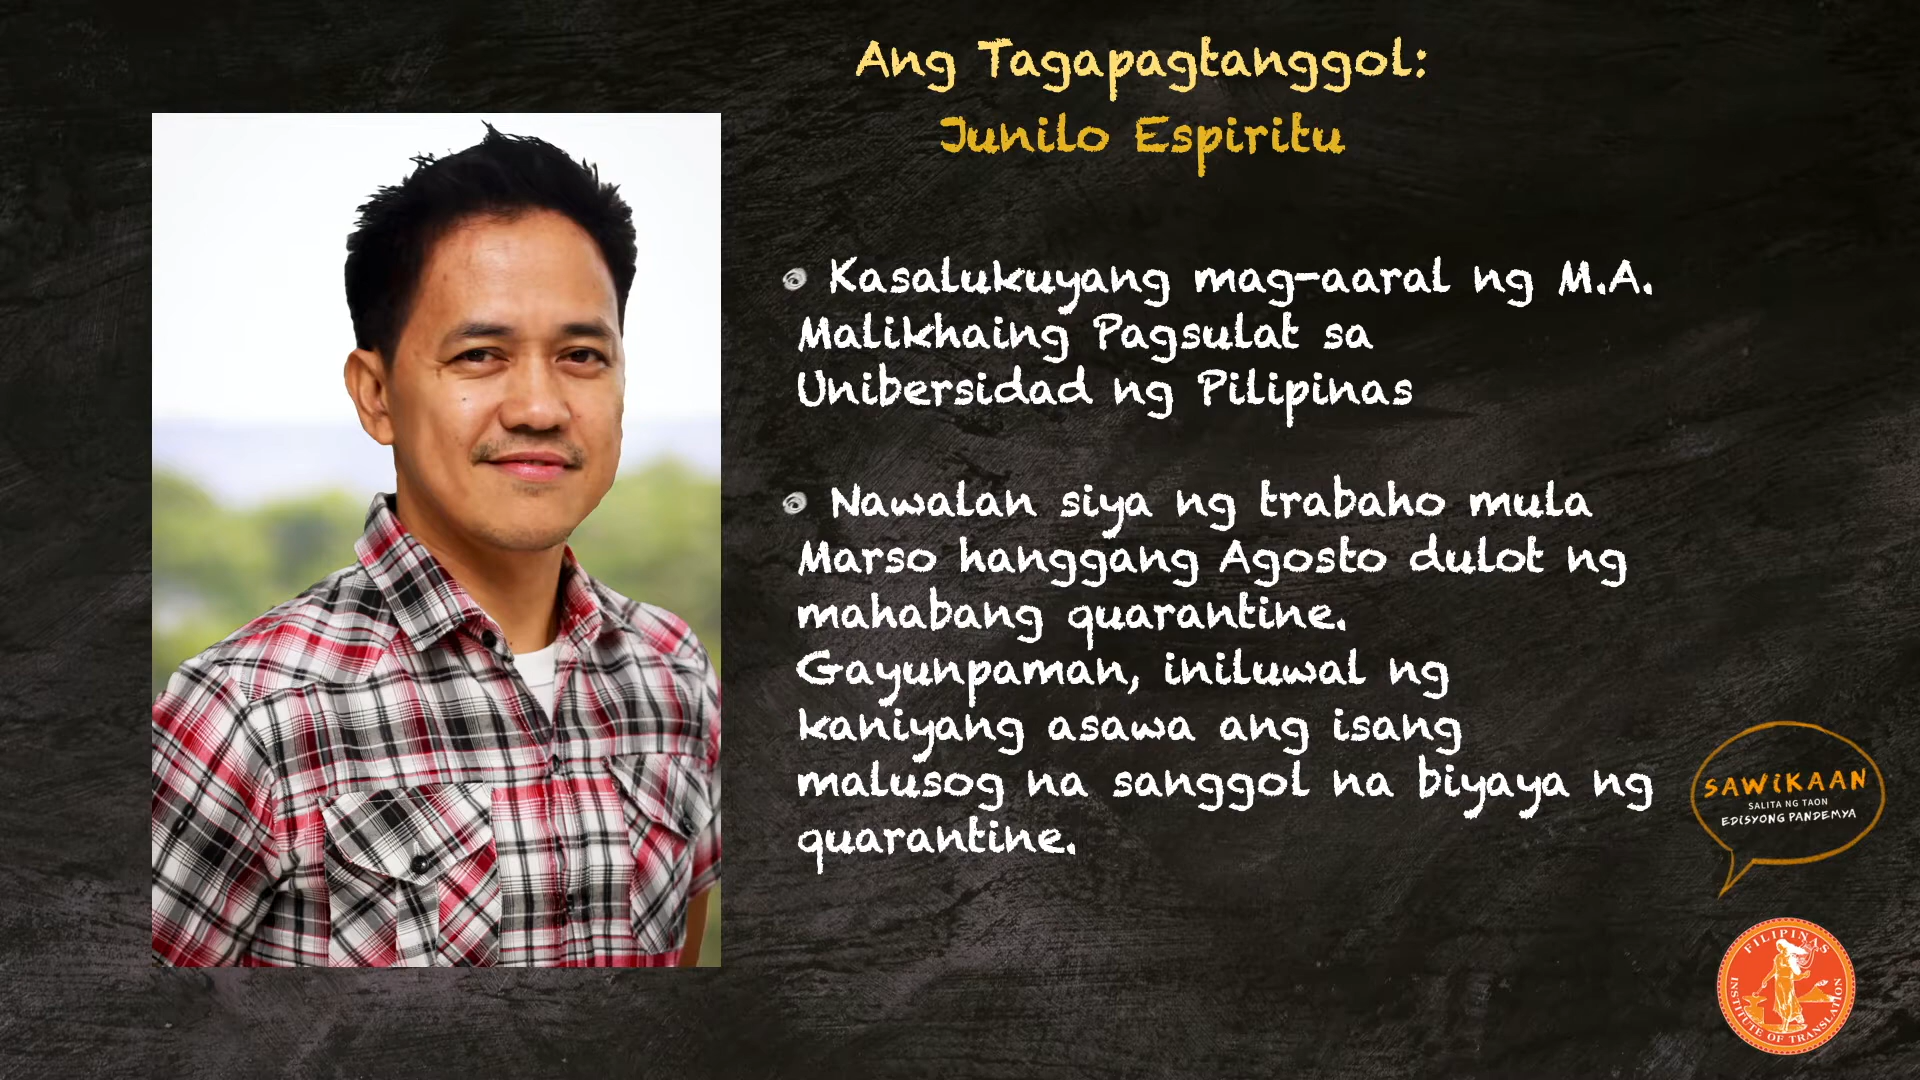 Ang Tagapagtanggol:
Junilo Espiritu
• Kasalukuyang mag-aaral ng M.A.
Malikhaing Pagsulat sa
Unibersidad ng Pilipinas
• Nawalan siya ng trabaho mula
Marso hanggang Agosto dulot ng
mahabang quarantine.
Gayunpaman, iniluwal ng
kaniyang asawa ang isang
malusog na sanggol na biyaya ng
quarantine.
SAWiKAAN
SALITA NG TAON
EDISYONG PANDEMYA
FILIPINAS
INSTITUTE OF TRANSLATION